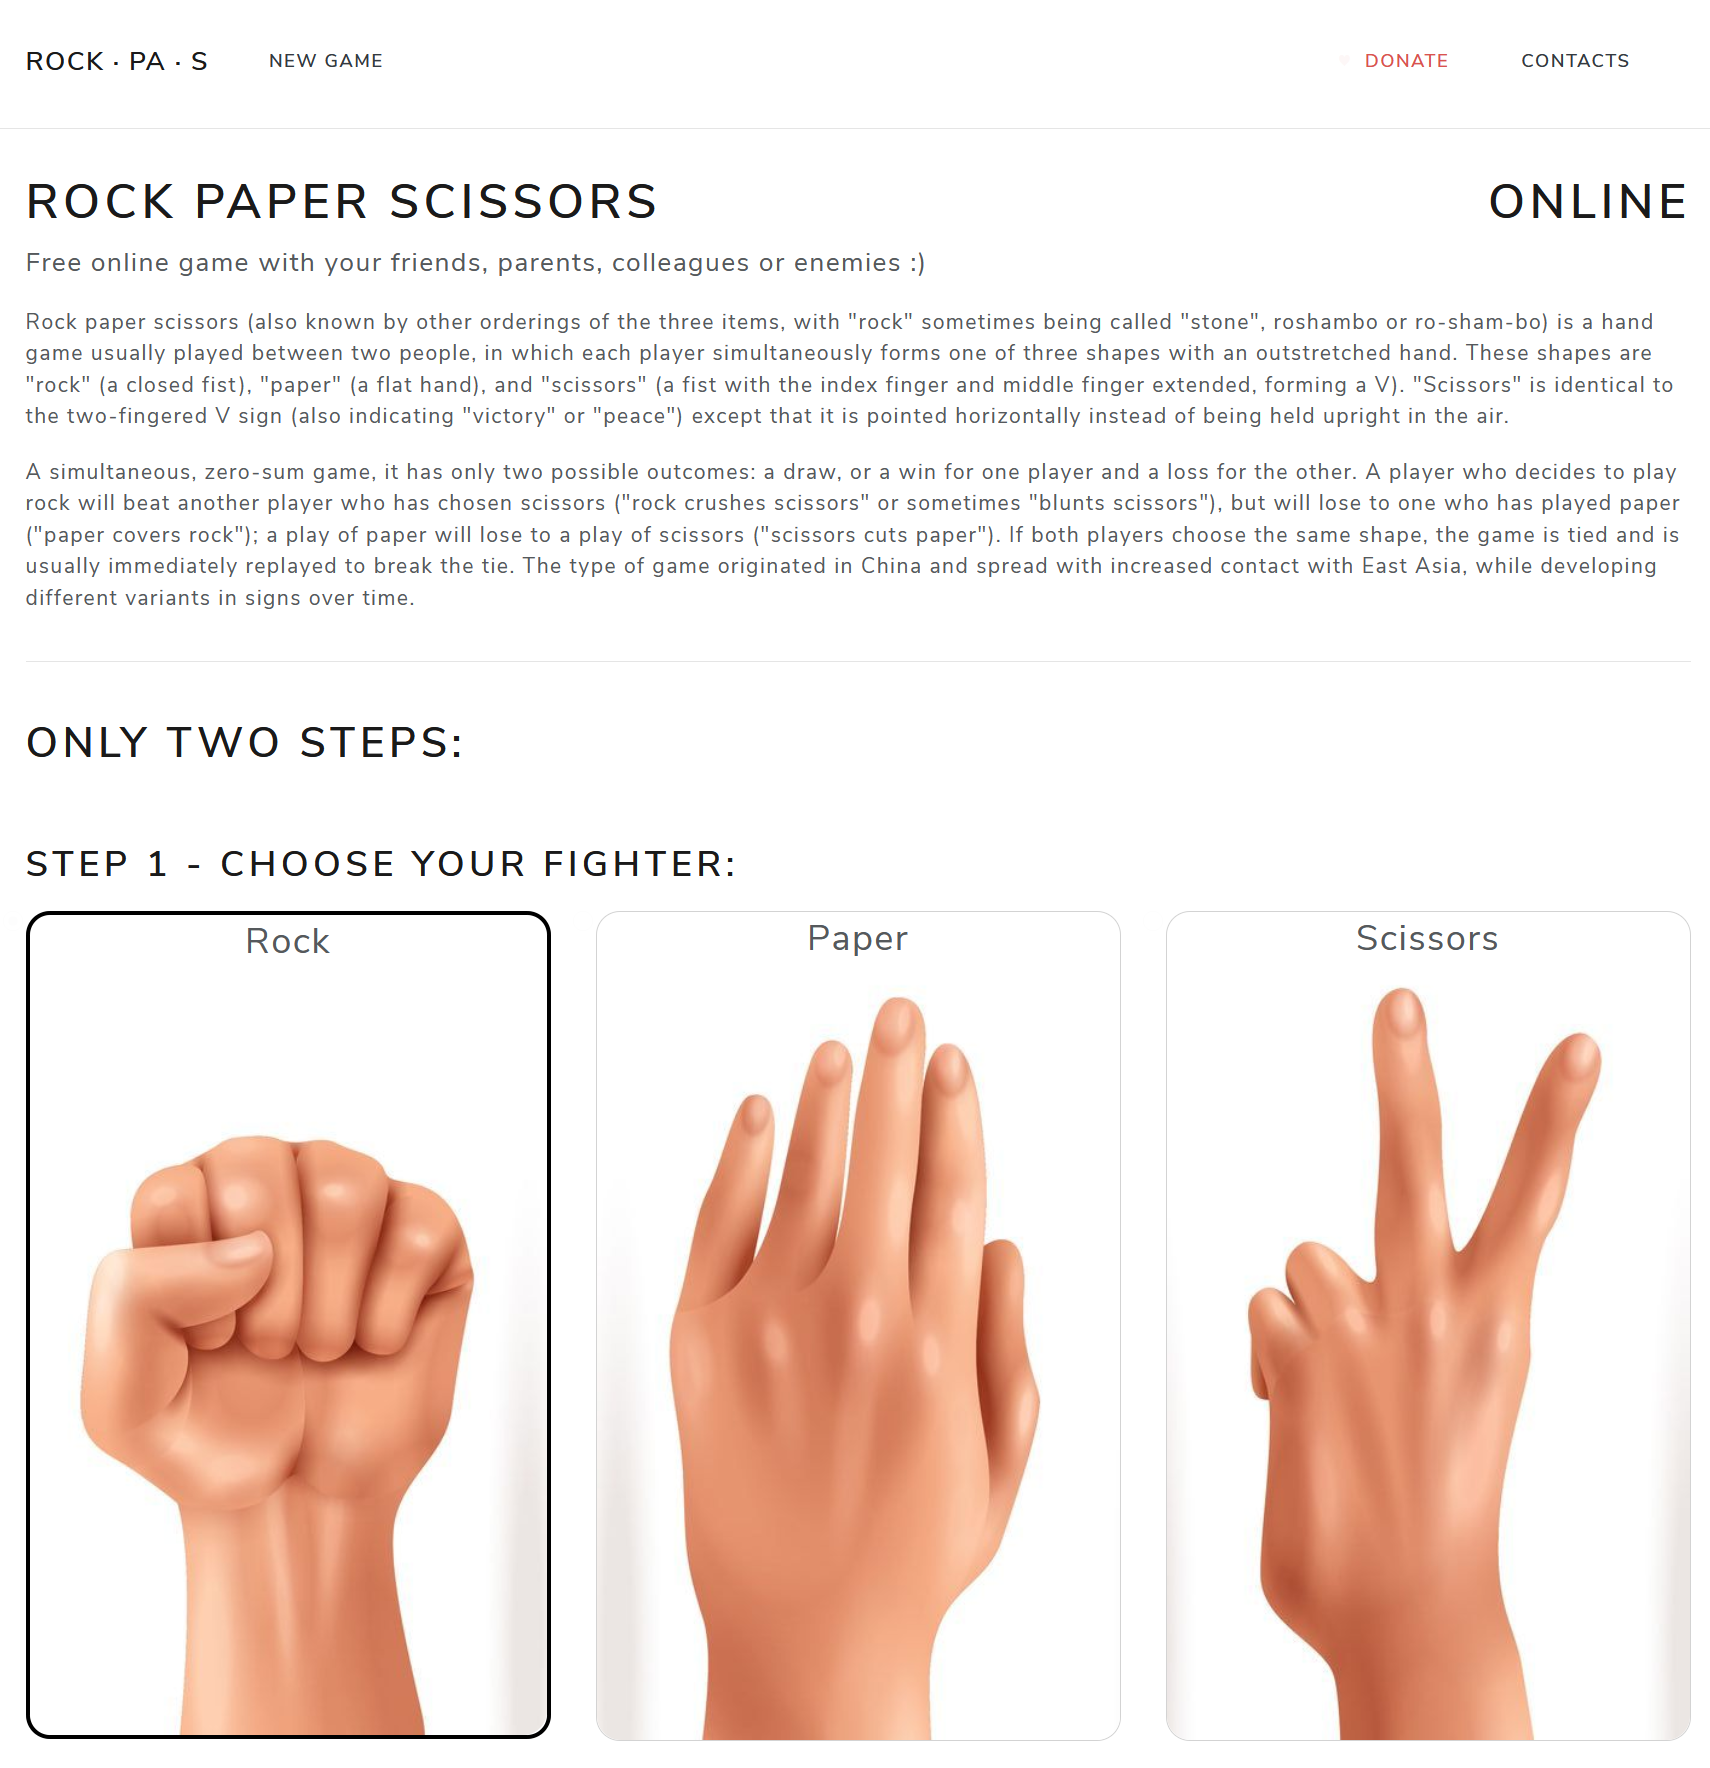 ROCK · PA · S
NEW GAME
DONATE
CONTACTS
ROCK PAPER SCISSORS
ONLINE
Free online game with your friends, parents, colleagues or enemies :)
Rock paper scissors (also known by other orderings of the three items, with "rock" sometimes being called "stone", roshambo or ro-sham-bo) is a hand
game usually played between two people, in which each player simultaneously forms one of three shapes with an outstretched hand. These shapes are
"rock" (a closed fist), "paper" (a flat hand), and "scissors" (a fist with the index finger and middle finger extended, forming a V). "Scissors" is identical to
the two-fingered V sign (also indicating "victory" or "peace") except that it is pointed horizontally instead of being held upright in the air.
A simultaneous, zero-sum game, it has only two possible outcomes: a draw, or a win for one player and a loss for the other. A player who decides to play
rock will beat another player who has chosen scissors ("rock crushes scissors" or sometimes "blunts scissors"), but will lose to one who has played paper
("paper covers rock"); a play of paper will lose to a play of scissors ("scissors cuts paper"). If both players choose the same shape, the game is tied and is
usually immediately replayed to break the tie. The type of game originated in China and spread with increased contact with East Asia, while developing
different variants in signs over time.
ONLY TWO STEPS:
STEP 1 - CHOOSE YOUR FIGHTER:
Rock
Paper
Scissors